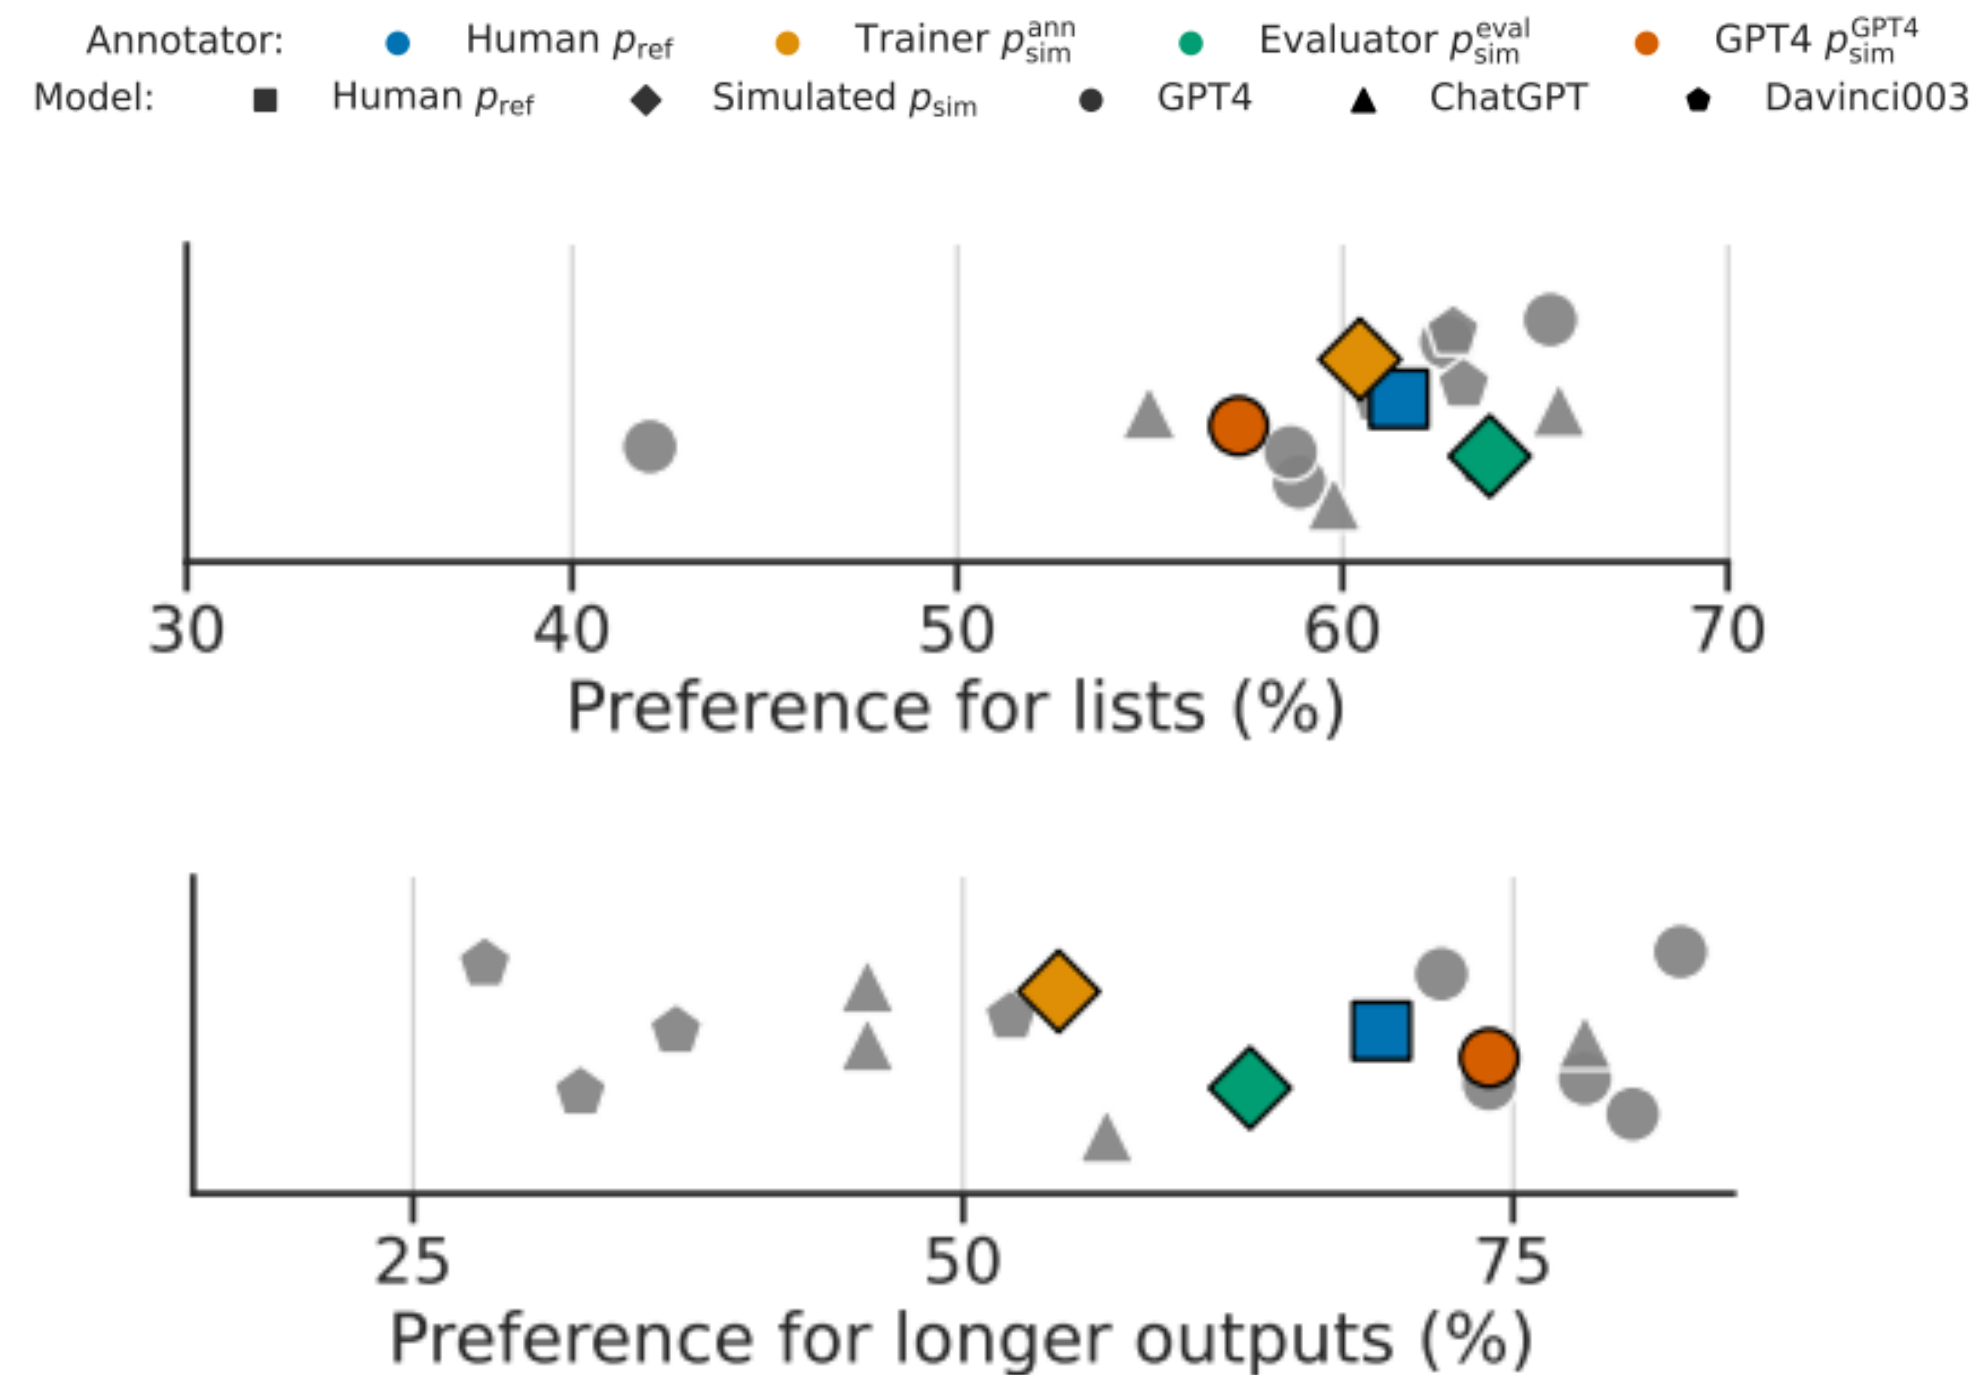 Annotator: Human p_ref Trainer p_sim^ann Evaluator p_sim^eval GPT4 p_sim^GPT4
Model: Human p_ref Simulated p_sim GPT4 ChatGPT Davinci003
30 40 50 60 70
Preference for lists (%)
25 50 75
Preference for longer outputs (%)